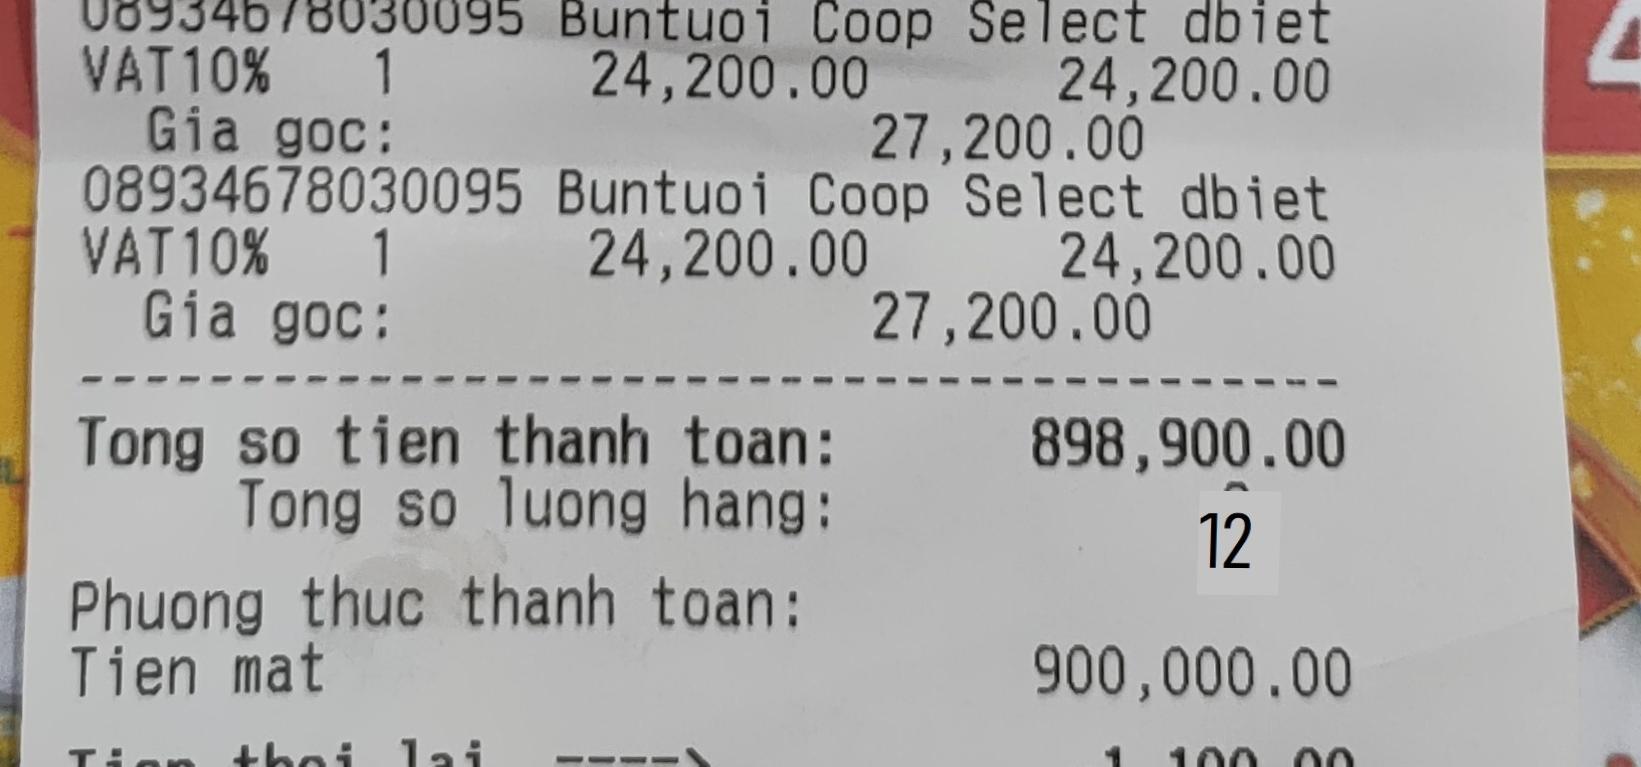 08934678030095 Buntuoi Coop Select dbiet
VAT10% 1 24,200.00 24,200.00
Gia goc: 27,200.00
08934678030095 Buntuoi Coop Select dbiet
VAT10% 1 24,200.00 24,200.00
Gia goc: 27,200.00
----------------------------------------
Tong so tien thanh toan: 898,900.00
Tong so luong hang: 12
Phuong thuc thanh toan:
Tien mat 900,000.00
Tien thoi lai ----> 1,100.00